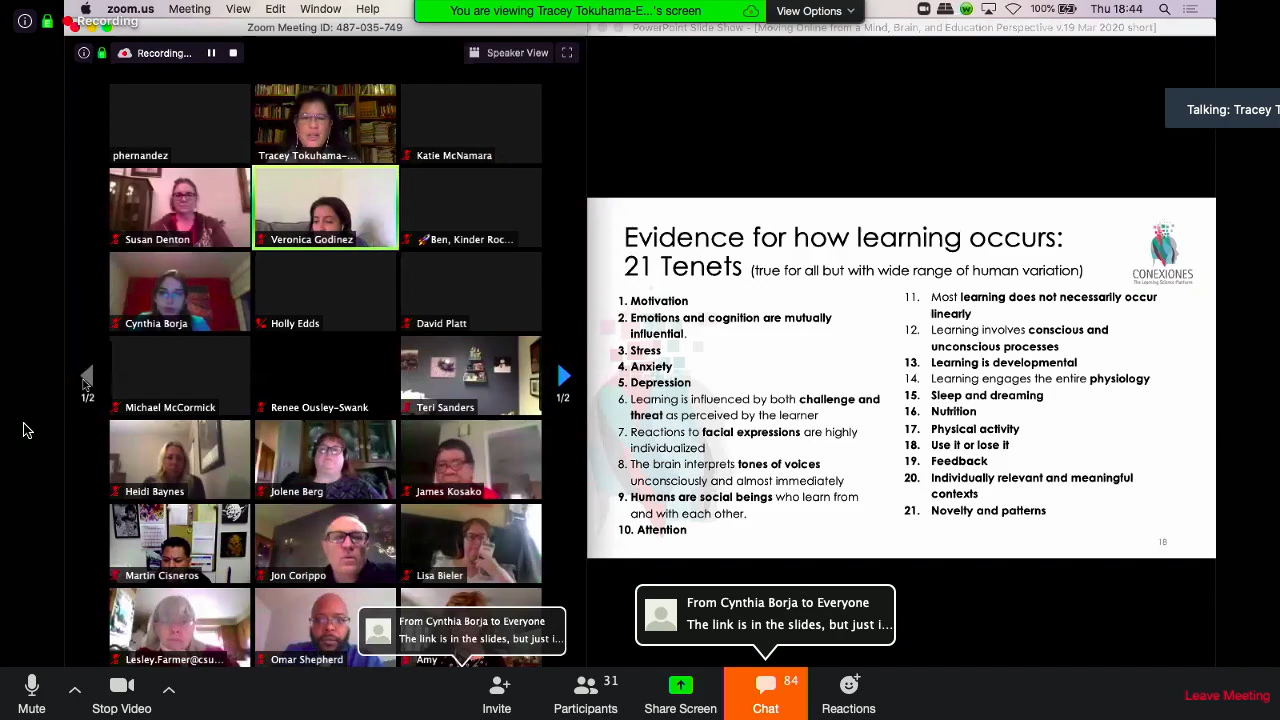 zoom.us Meeting View Edit Window Help
You are viewing Tracey Tokuhama-E...'s screen
View Options
100%
Thu 18:44
Recording
Zoom Meeting ID: 487-035-749
PowerPoint Slide Show - [Moving Online from a Mind, Brain, and Education Perspective v.19 Mar 2020 short]
Recording...
Speaker View
Talking: Tracey T
phernandez
Tracey Tokuhama-...
Katie McNamara
Susan Denton
Veronica Godinez
🚀Ben, Kinder Roc...
Cynthia Borja
Holly Edds
David Platt
1/2
1/2
Michael McCormick
Renee Ousley-Swank
Teri Sanders
Heidi Baynes
Jolene Berg
James Kosako
Martin Cisneros
Jon Corippo
Lisa Bieler
Lesley.Farmer@csu...
Omar Shepherd
Amy
From Cynthia Borja to Everyone
The link is in the slides, but just i...
Evidence for how learning occurs:
21 Tenets (true for all but with wide range of human variation)
CONEXIONES
The Learning Science Platform
1. Motivation
2. Emotions and cognition are mutually
influential.
3. Stress
4. Anxiety
5. Depression
6. Learning is influenced by both challenge and
threat as perceived by the learner
7. Reactions to facial expressions are highly
individualized
8. The brain interprets tones of voices
unconsciously and almost immediately
9. Humans are social beings who learn from
and with each other.
10. Attention
11. Most learning does not necessarily occur
linearly
12. Learning involves conscious and
unconscious processes
13. Learning is developmental
14. Learning engages the entire physiology
15. Sleep and dreaming
16. Nutrition
17. Physical activity
18. Use it or lose it
19. Feedback
20. Individually relevant and meaningful
contexts
21. Novelty and patterns
18
From Cynthia Borja to Everyone
The link is in the slides, but just i...
Mute
Stop Video
Invite
Participants
31
Share Screen
Chat
84
Reactions
Leave Meeting